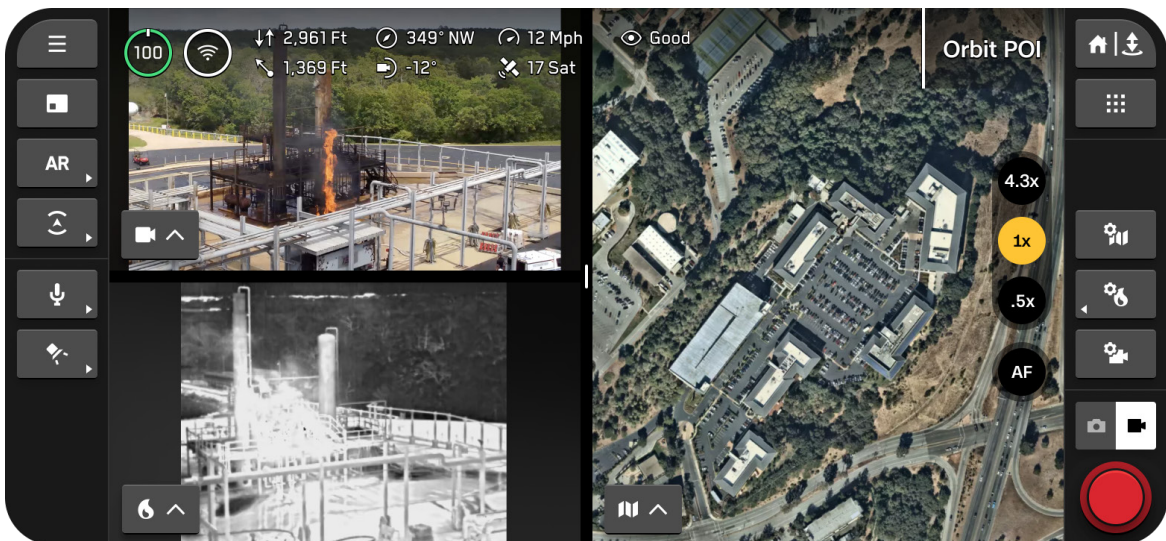 100
2,961 Ft 349° NW 12 Mph
1,369 Ft -12° 17 Sat
Good
Orbit POI
AR
4.3x
1x
.5x
AF